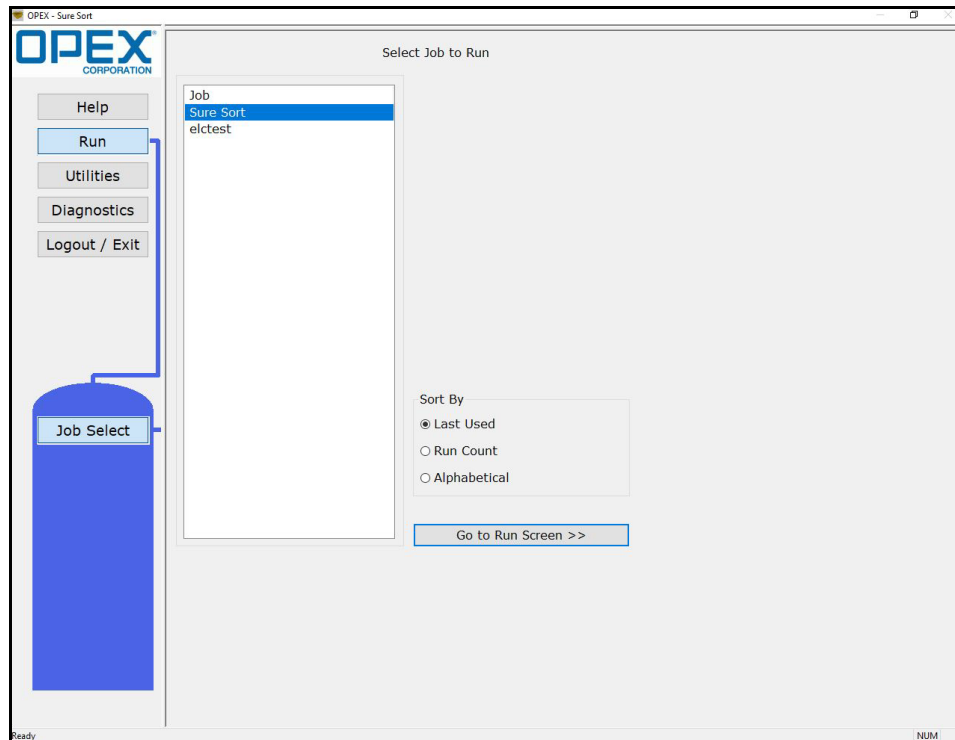 OPEX - Sure Sort
OPEX
CORPORATION
Help
Run
Utilities
Diagnostics
Logout / Exit
Job Select
Select Job to Run
Job
Sure Sort
elctest
Sort By
Last Used
Run Count
Alphabetical
Go to Run Screen >>
Ready
NUM